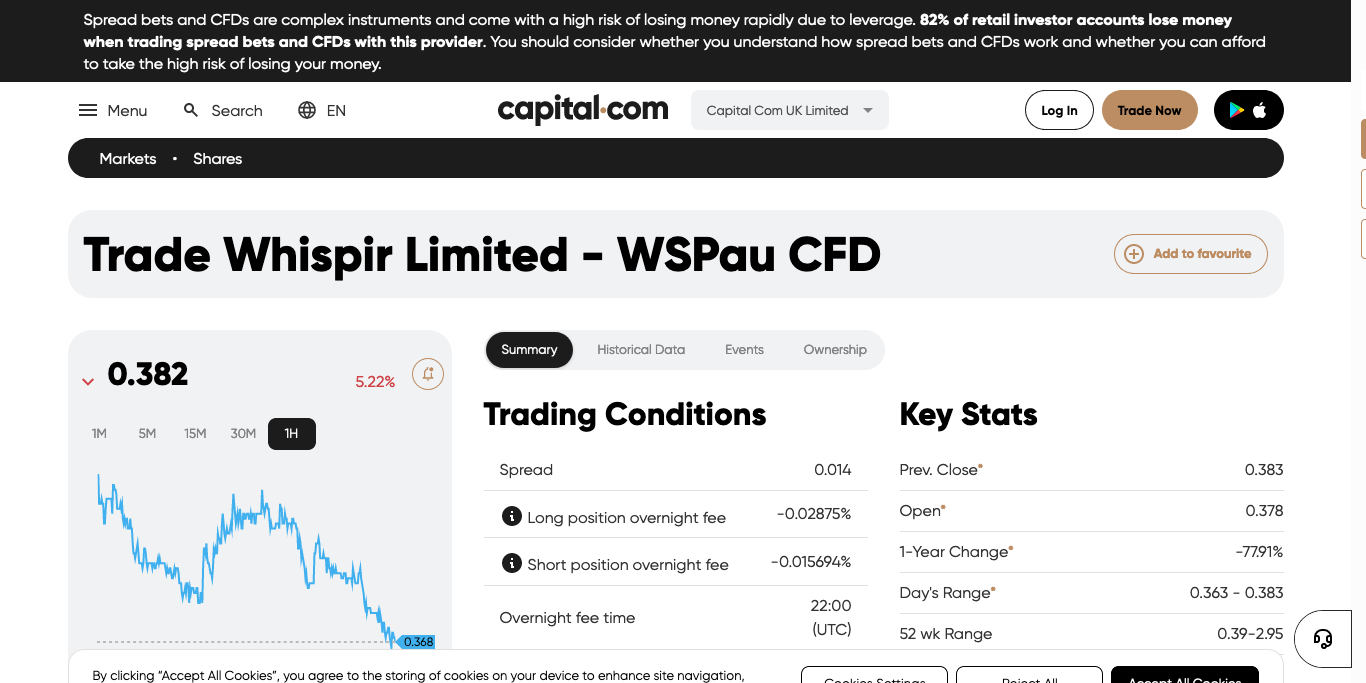 Spread bets and CFDs are complex instruments and come with a high risk of losing money rapidly due to leverage. 82% of retail investor accounts lose money
when trading spread bets and CFDs with this provider. You should consider whether you understand how spread bets and CFDs work and whether you can afford
to take the high risk of losing your money.
Menu Search EN capital.com Capital Com UK Limited Log In Trade Now
Markets • Shares
Trade Whispir Limited - WSPau CFD Add to favourite
0.382 5.22%
1M 5M 15M 30M 1H
0.368
Summary Historical Data Events Ownership
Trading Conditions
Spread 0.014
Long position overnight fee -0.02875%
Short position overnight fee -0.015694%
Overnight fee time 22:00
(UTC)
Key Stats
Prev. Close* 0.383
Open* 0.378
1-Year Change* -77.91%
Day's Range* 0.363 - 0.383
52 wk Range 0.39-2.95
By clicking “Accept All Cookies”, you agree to the storing of cookies on your device to enhance site navigation,
Cookies Settings Reject All Accept All Cookies